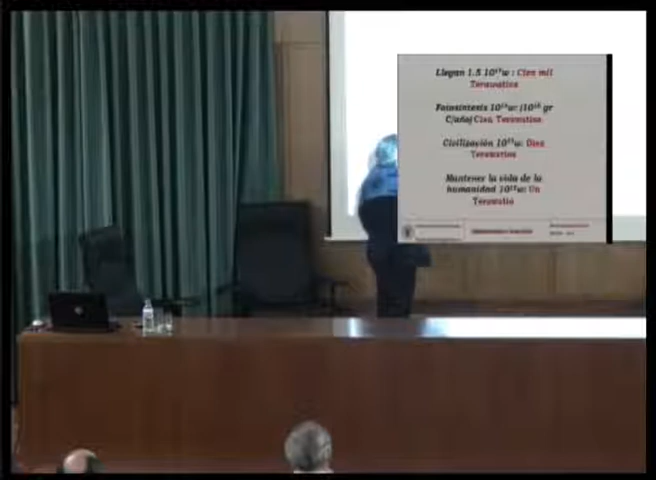 Llegan 1.5 10¹⁷w : Cien mil
Terawatios
Fotosíntesis 10¹⁴w: (10¹⁶ gr
C/año) Cien Terawatios
Civilización 10¹³w: Diez
Terawatios
Mantener la vida de la
humanidad 10¹²w: Un
Terawatio